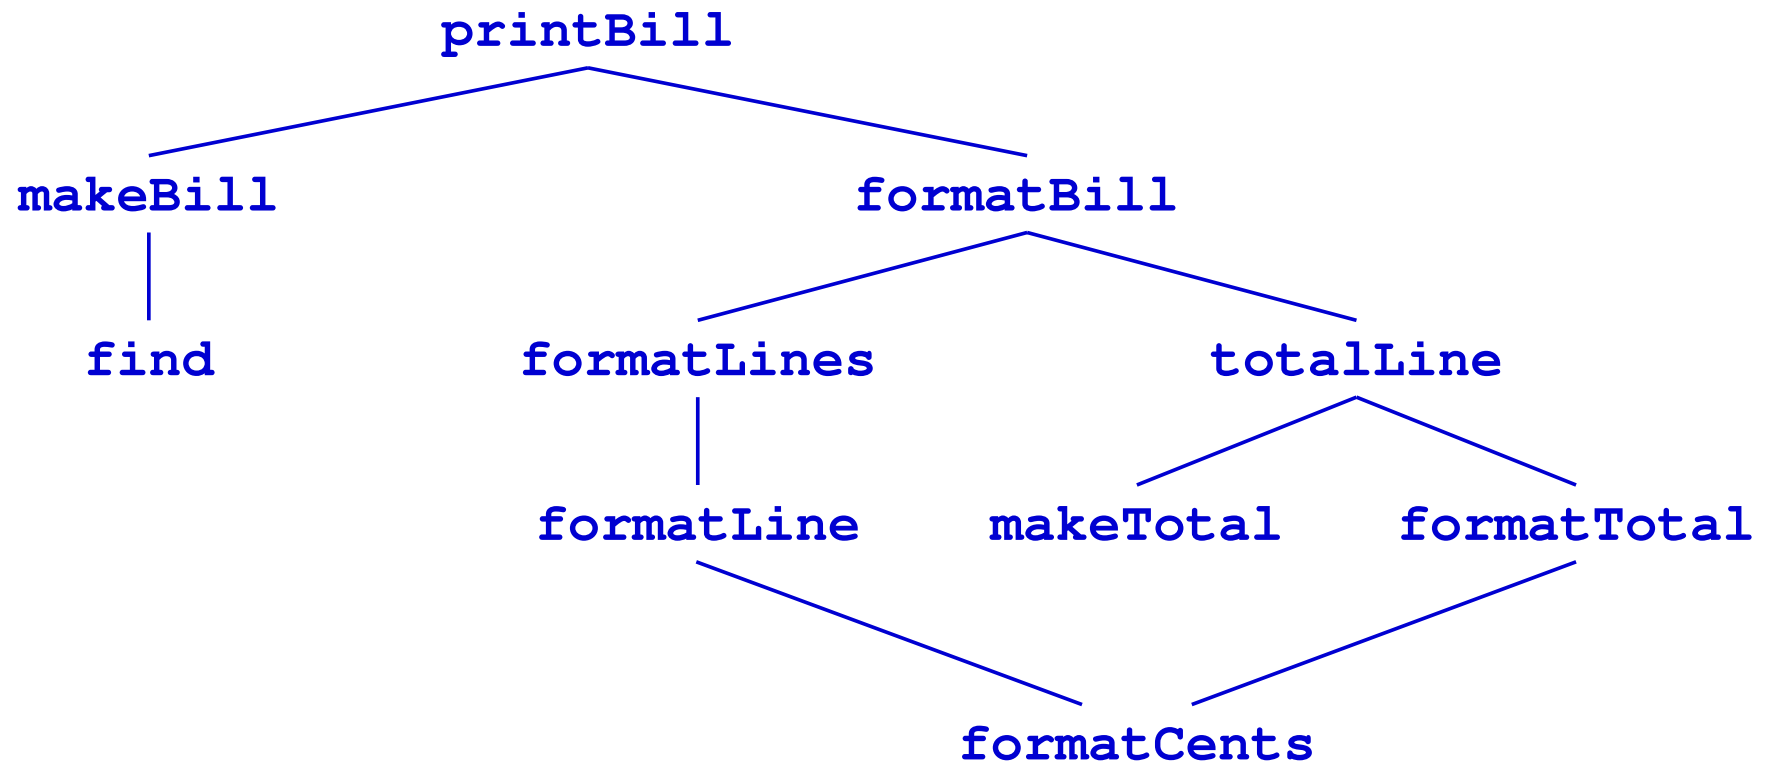 printBill
makeBill formatBill
find formatLines totalLine
formatLine makeTotal formatTotal
formatCents